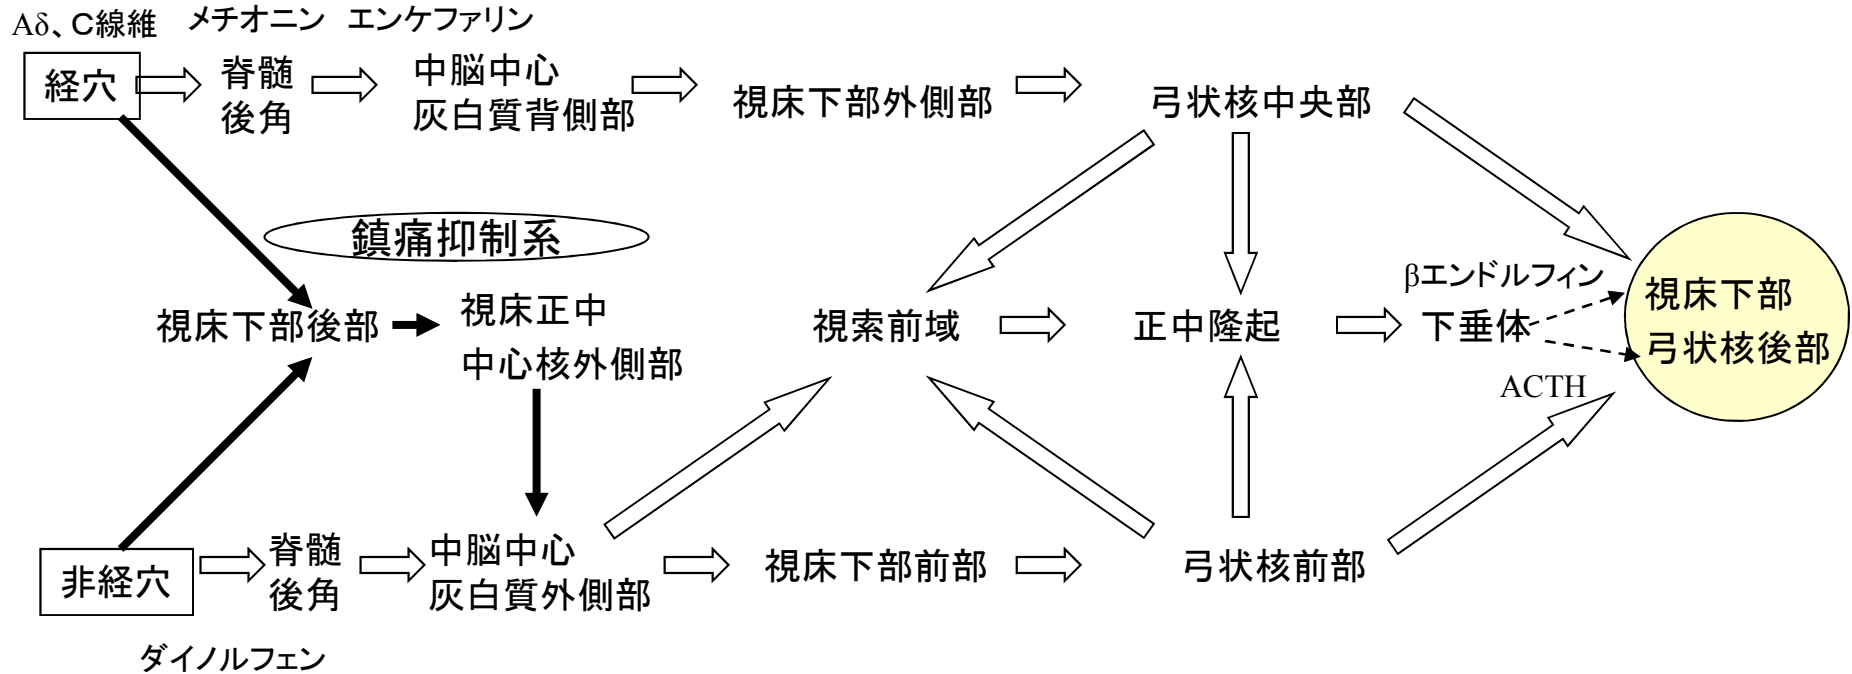 Aδ、C線維
メチオニン エンケファリン
経穴
脊髄
後角
中脳中心
灰白質背側部
視床下部外側部
弓状核中央部
鎮痛抑制系
視床下部後部
視床正中
中心核外側部
視索前域
正中隆起
βエンドルフィン
下垂体
ACTH
視床下部
弓状核後部
非経穴
脊髄
後角
中脳中心
灰白質外側部
視床下部前部
弓状核前部
ダイノルフェン